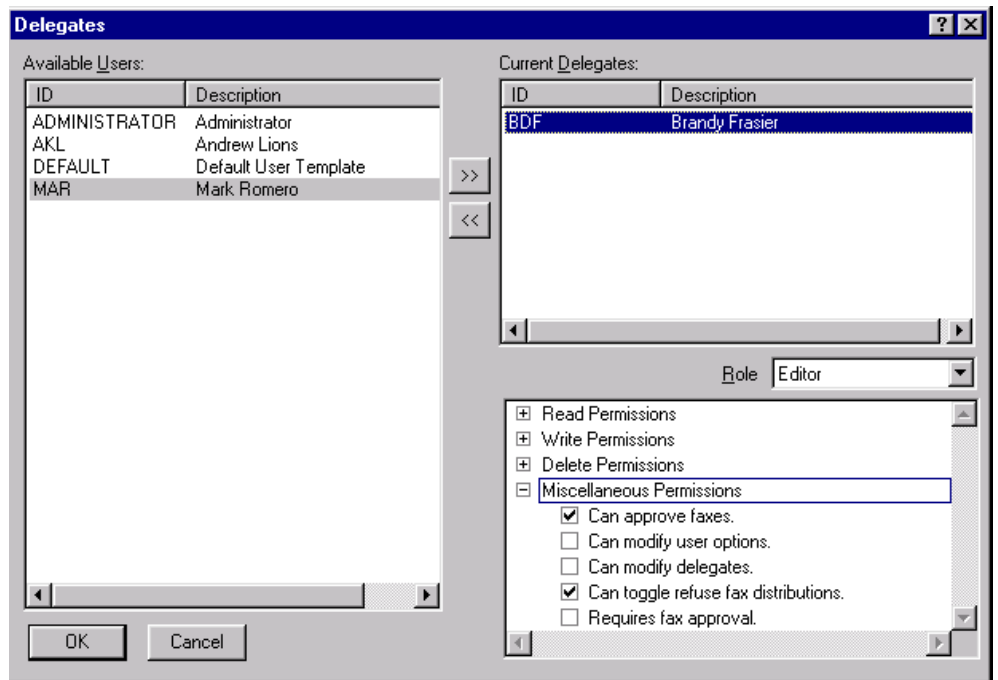 Delegates
Available Users:
ID Description
ADMINISTRATOR Administrator
AKL Andrew Lions
DEFAULT Default User Template
MAR Mark Romero
>>
<<
Current Delegates:
ID Description
BDF Brandy Frasier
Role Editor
Read Permissions
Write Permissions
Delete Permissions
Miscellaneous Permissions
Can approve faxes.
Can modify user options.
Can modify delegates.
Can toggle refuse fax distributions.
Requires fax approval.
OK Cancel